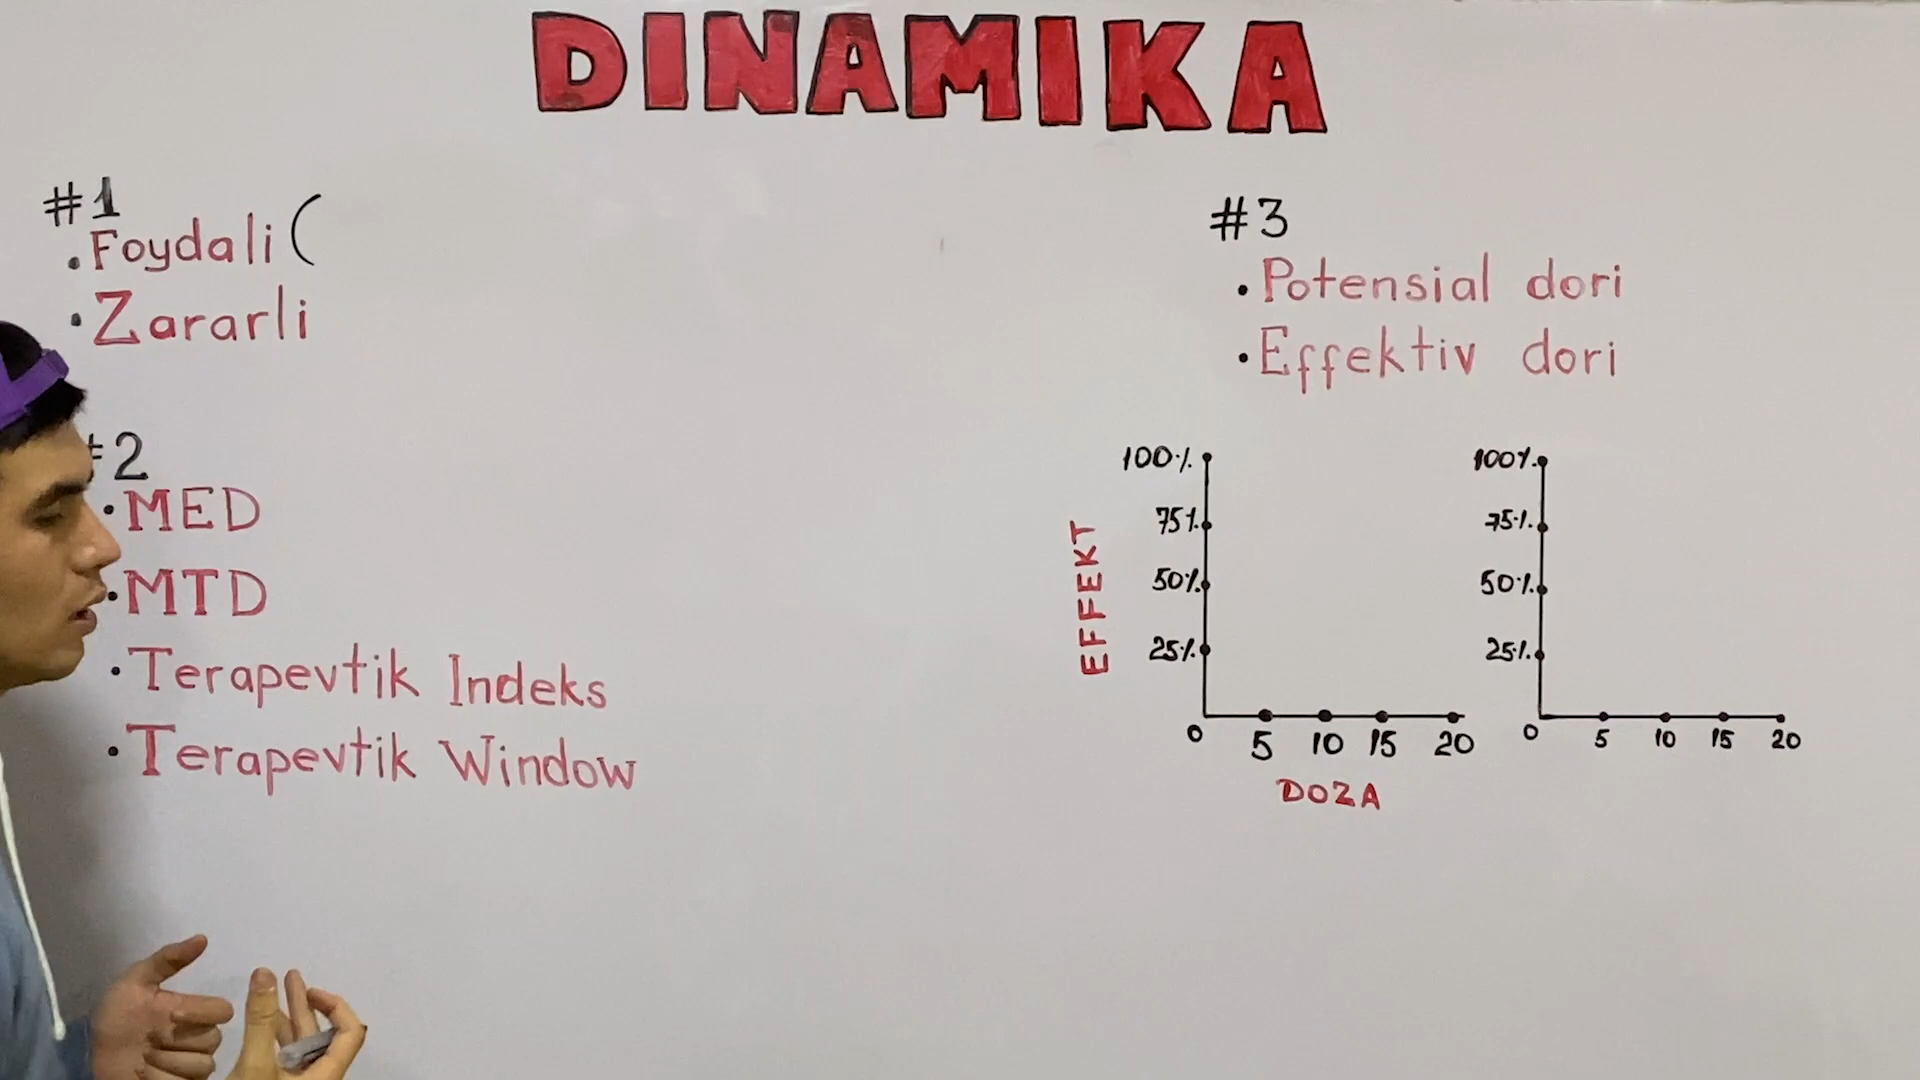 DINAMIKA
#1
• Foydali (
• Zararli
#2
• MED
• MTD
• Terapevtik Indeks
• Terapevtik Window
#3
• Potensial dori
• Effektiv dori
EFFEKT
100%
75%
50%
25%
0 5 10 15 20
DOZA
100%
75%
50%
25%
0 5 10 15 20